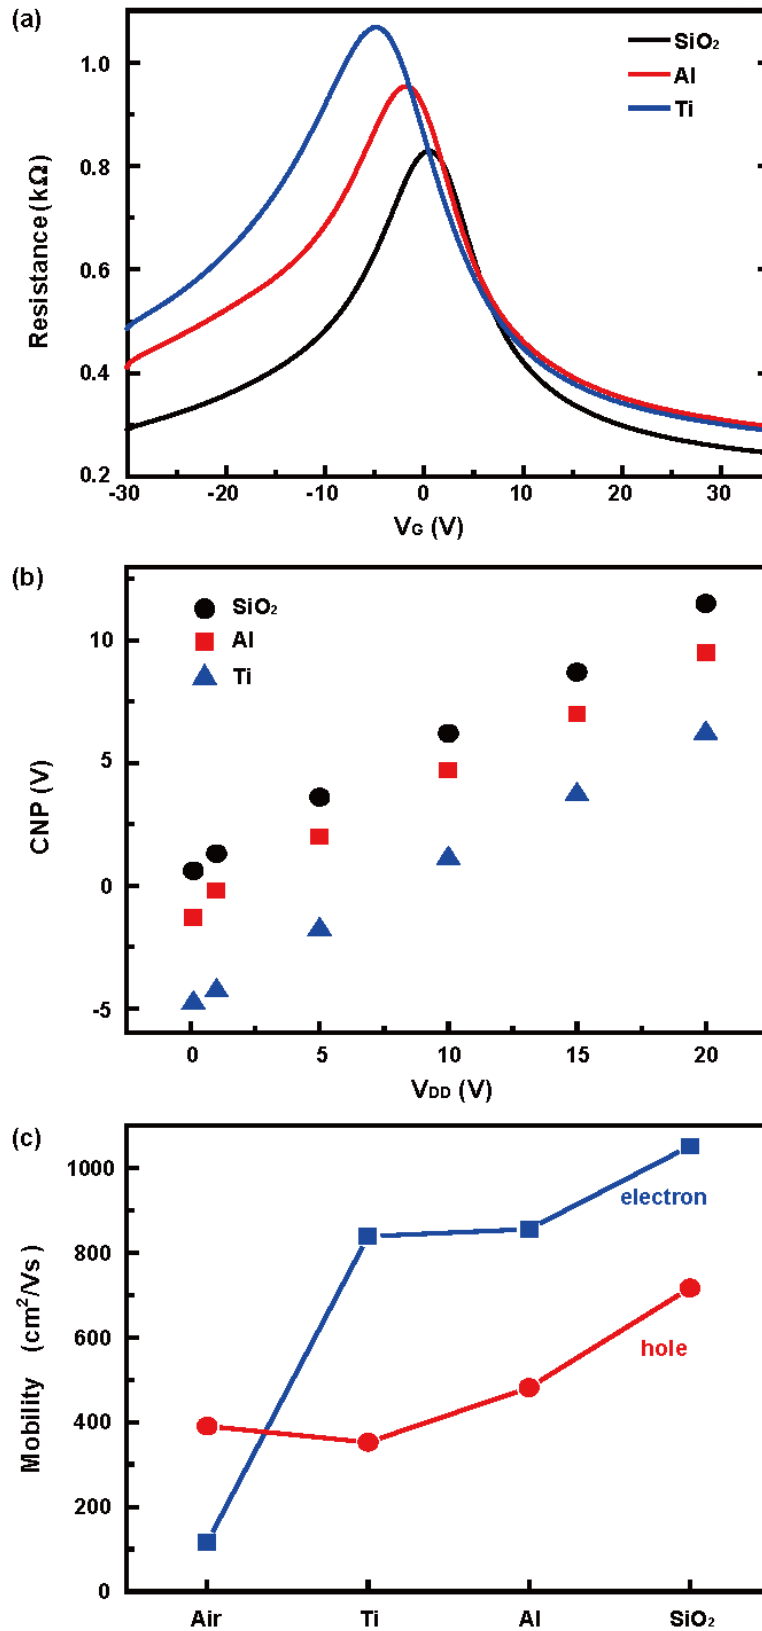 (a)
SiO₂
Al
Ti
Resistance (kΩ)
1.0
0.8
0.6
0.4
0.2
-30 -20 -10 0 10 20 30
V_G (V)
(b)
SiO₂
Al
Ti
CNP (V)
10
5
0
-5
0 5 10 15 20
V_DD (V)
(c)
Mobility (cm²/Vs)
1000
800
600
400
200
0
electron
hole
Air Ti Al SiO₂